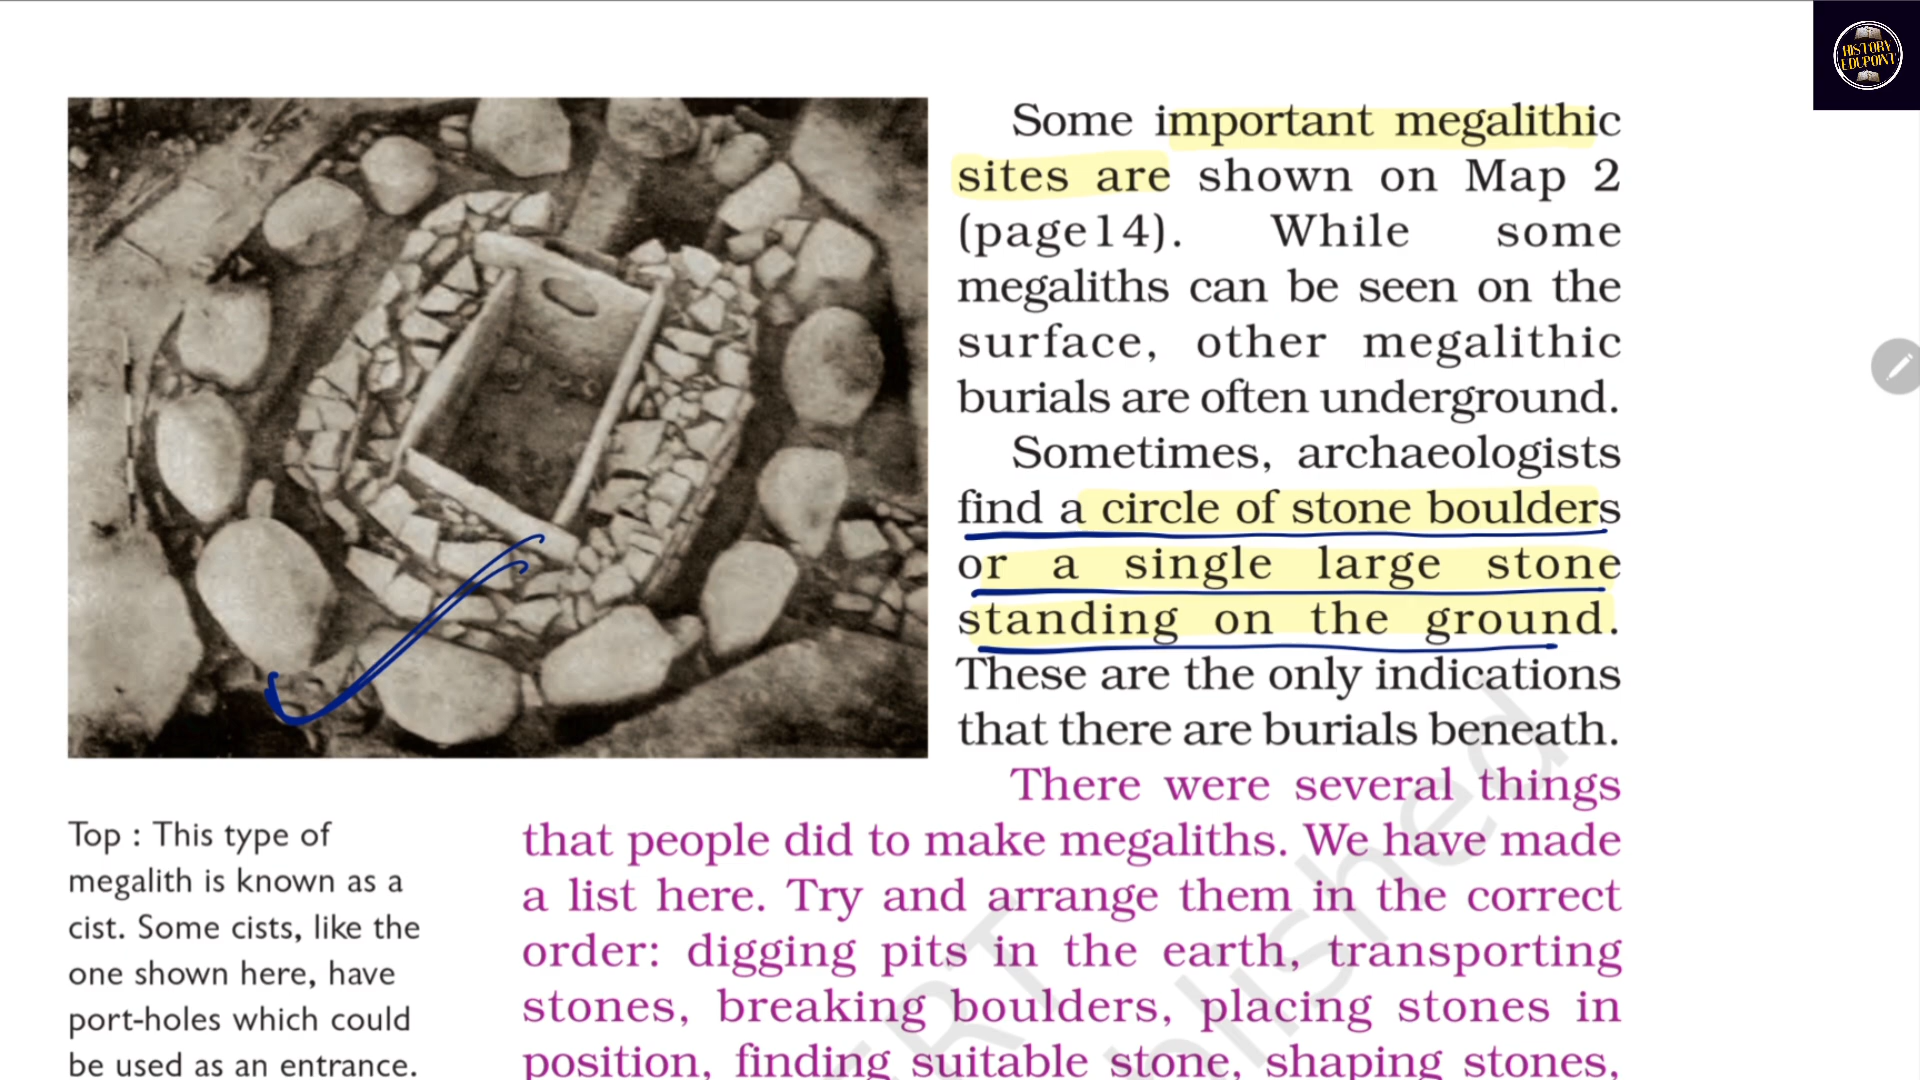 HISTORY
EDUPOINT
Some important megalithic
sites are shown on Map 2
(page14). While some
megaliths can be seen on the
surface, other megalithic
burials are often underground.
Sometimes, archaeologists
find a circle of stone boulders
or a single large stone
standing on the ground.
These are the only indications
that there are burials beneath.
There were several things
that people did to make megaliths. We have made
a list here. Try and arrange them in the correct
order: digging pits in the earth, transporting
stones, breaking boulders, placing stones in
position, finding suitable stone, shaping stones,
Top : This type of
megalith is known as a
cist. Some cists, like the
one shown here, have
port-holes which could
be used as an entrance.